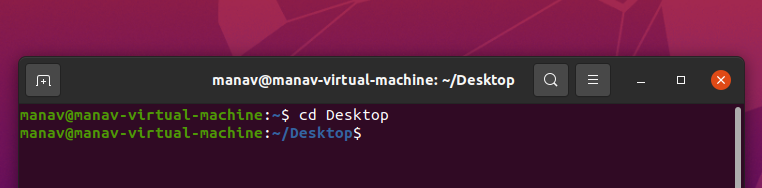 manav@manav-virtual-machine: ~/Desktop
manav@manav-virtual-machine:~$ cd Desktop
manav@manav-virtual-machine:~/Desktop$